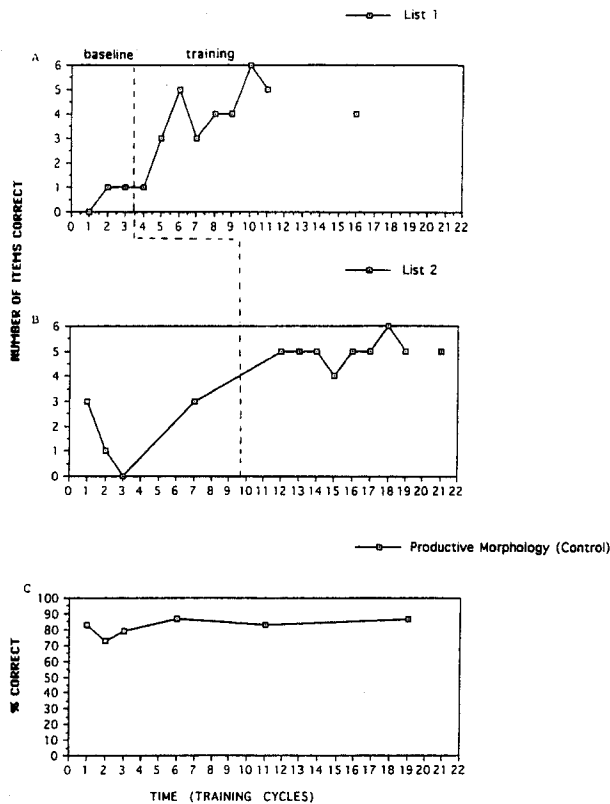 List 1
A
baseline training
6
5
4
3
2
1
0
0 1 2 3 4 5 6 7 8 9 10 11 12 13 14 15 16 17 18 19 20 21 22
NUMBER OF ITEMS CORRECT
List 2
B
6
5
4
3
2
1
0
0 1 2 3 4 5 6 7 8 9 10 11 12 13 14 15 16 17 18 19 20 21 22
Productive Morphology (Control)
C
100
90
80
70
60
50
40
30
20
10
0
0 1 2 3 4 5 6 7 8 9 10 11 12 13 14 15 16 17 18 19 20 21 22
% CORRECT
TIME (TRAINING CYCLES)